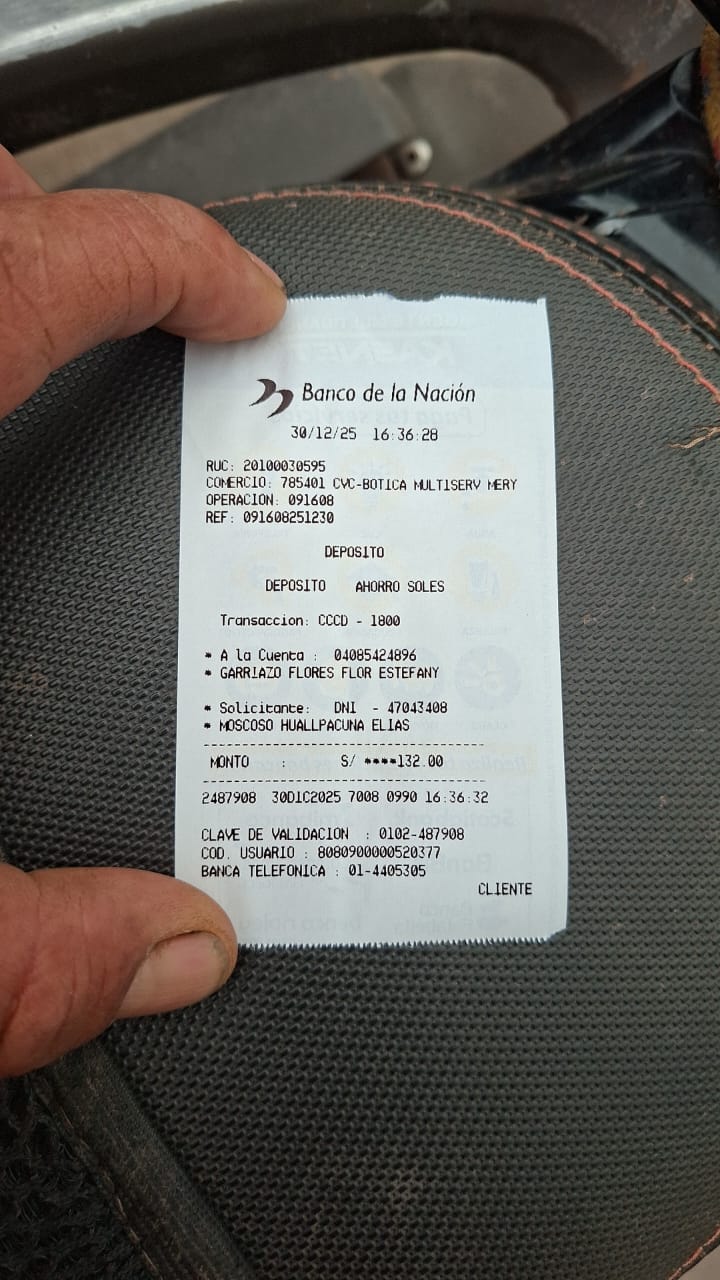 Banco de la Nación
30/12/25 16:36:28
RUC: 20100030595
COMERCIO: 785401 CVC-BOTICA MULTISERV MERY
OPERACION: 091608
REF: 091608251230
DEPOSITO
DEPOSITO AHORRO SOLES
Transaccion: CCCD - 1800
* A la Cuenta : 04085424896
* GARRIAZO FLORES FLOR ESTEFANY
* Solicitante: DNI - 47043408
* MOSCOSO HUALLPACUNA ELIAS
MONTO : S/ ****132.00
2487908 30DIC2025 7008 0990 16:36:32
CLAVE DE VALIDACION : 0102-487908
COD. USUARIO : 8080900000520377
BANCA TELEFONICA : 01-4405305
CLIENTE